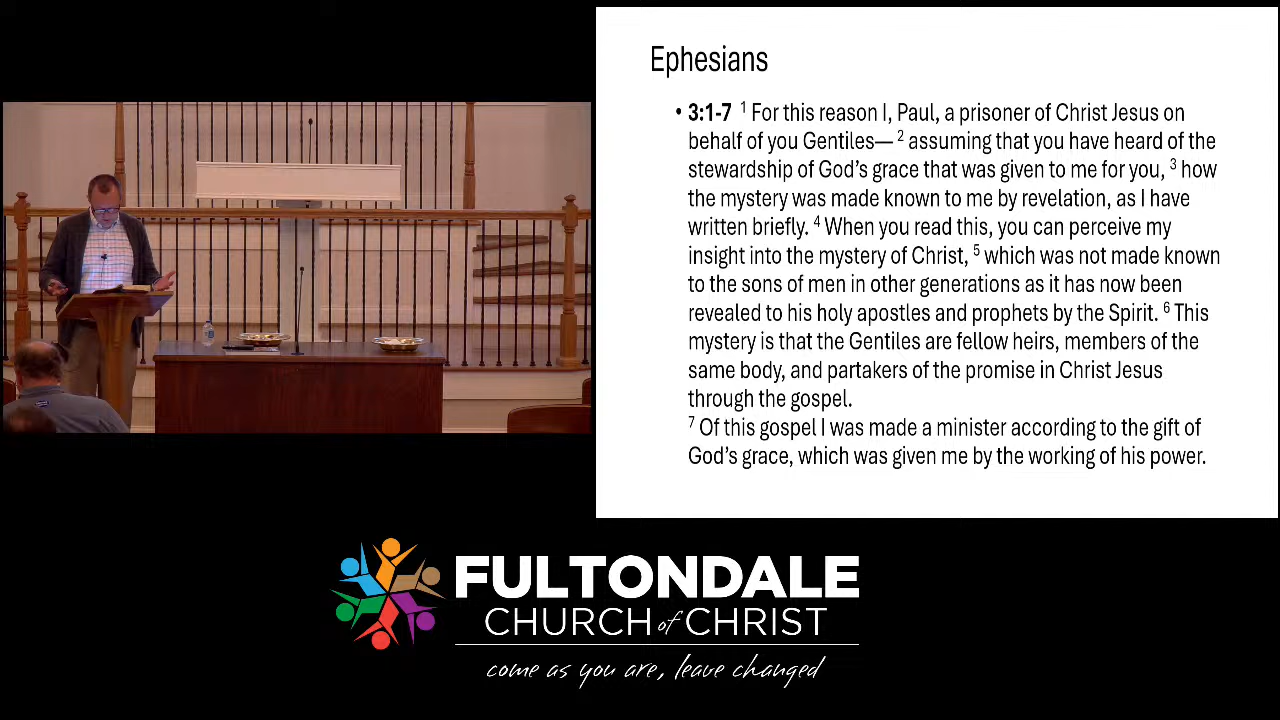 Ephesians
• 3:1-7 ¹ For this reason I, Paul, a prisoner of Christ Jesus on
behalf of you Gentiles— ² assuming that you have heard of the
stewardship of God’s grace that was given to me for you, ³ how
the mystery was made known to me by revelation, as I have
written briefly. ⁴ When you read this, you can perceive my
insight into the mystery of Christ, ⁵ which was not made known
to the sons of men in other generations as it has now been
revealed to his holy apostles and prophets by the Spirit. ⁶ This
mystery is that the Gentiles are fellow heirs, members of the
same body, and partakers of the promise in Christ Jesus
through the gospel.
⁷ Of this gospel I was made a minister according to the gift of
God’s grace, which was given me by the working of his power.
FULTONDALE
CHURCH of CHRIST
come as you are, leave changed